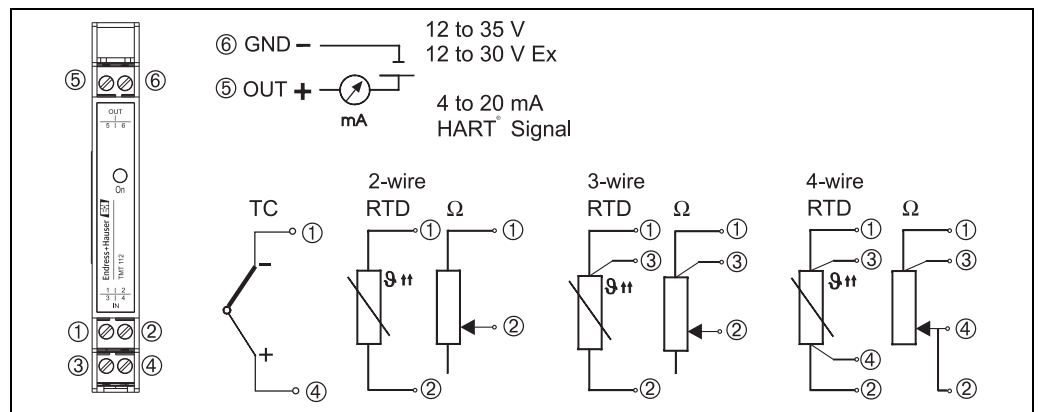 ⑥ GND -
12 to 35 V
12 to 30 V Ex
⑤ OUT +
mA
4 to 20 mA
HART® Signal
⑤ ⑥
OUT
5 | 6
On
Endress+Hauser
TMT 112
1 | 2
3 | 4
IN
① ②
③ ④
TC
①
-
+
④
2-wire
RTD Ω
① ①
ϑ ↑↑
②
②
3-wire
RTD Ω
① ①
③ ③
ϑ ↑↑
②
②
4-wire
RTD Ω
① ①
③ ③
ϑ ↑↑
④
④
② ②